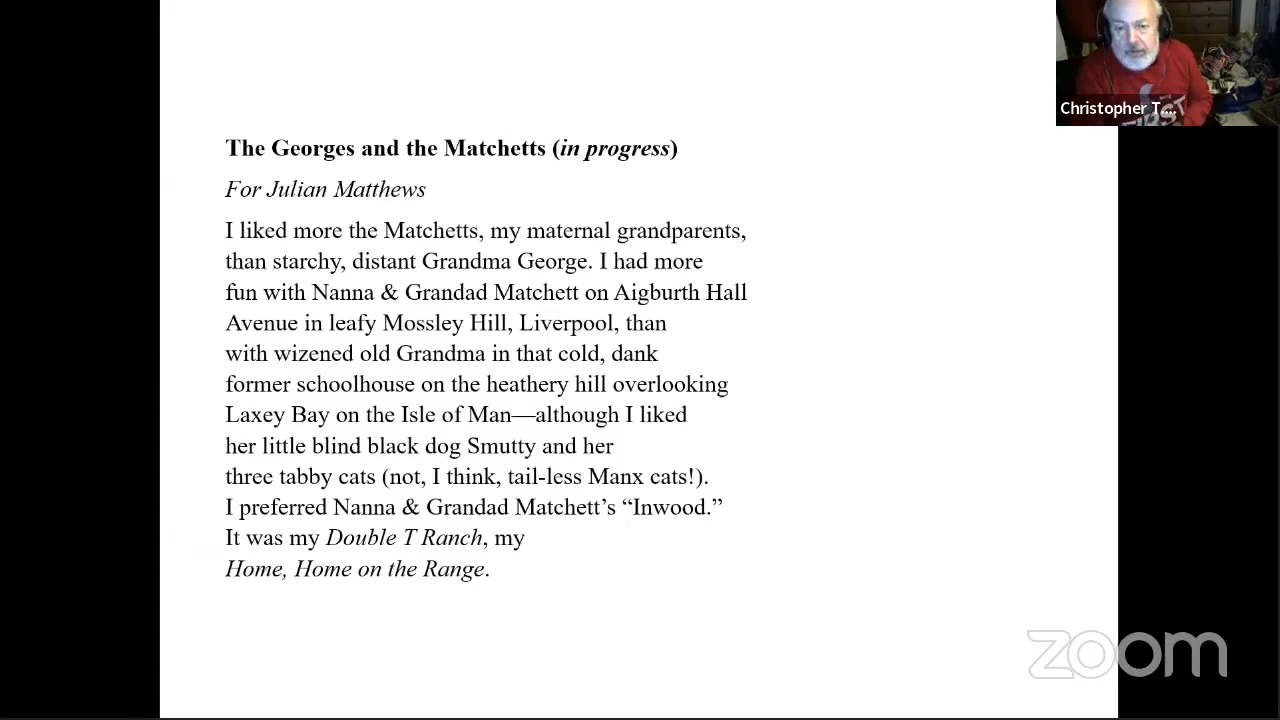 The Georges and the Matchetts (in progress)
For Julian Matthews
I liked more the Matchetts, my maternal grandparents,
than starchy, distant Grandma George. I had more
fun with Nanna & Grandad Matchett on Aigburth Hall
Avenue in leafy Mossley Hill, Liverpool, than
with wizened old Grandma in that cold, dank
former schoolhouse on the heathery hill overlooking
Laxey Bay on the Isle of Man—although I liked
her little blind black dog Smutty and her
three tabby cats (not, I think, tail-less Manx cats!).
I preferred Nanna & Grandad Matchett’s “Inwood.”
It was my Double T Ranch, my
Home, Home on the Range.
Christopher T....
FIRST
zoom